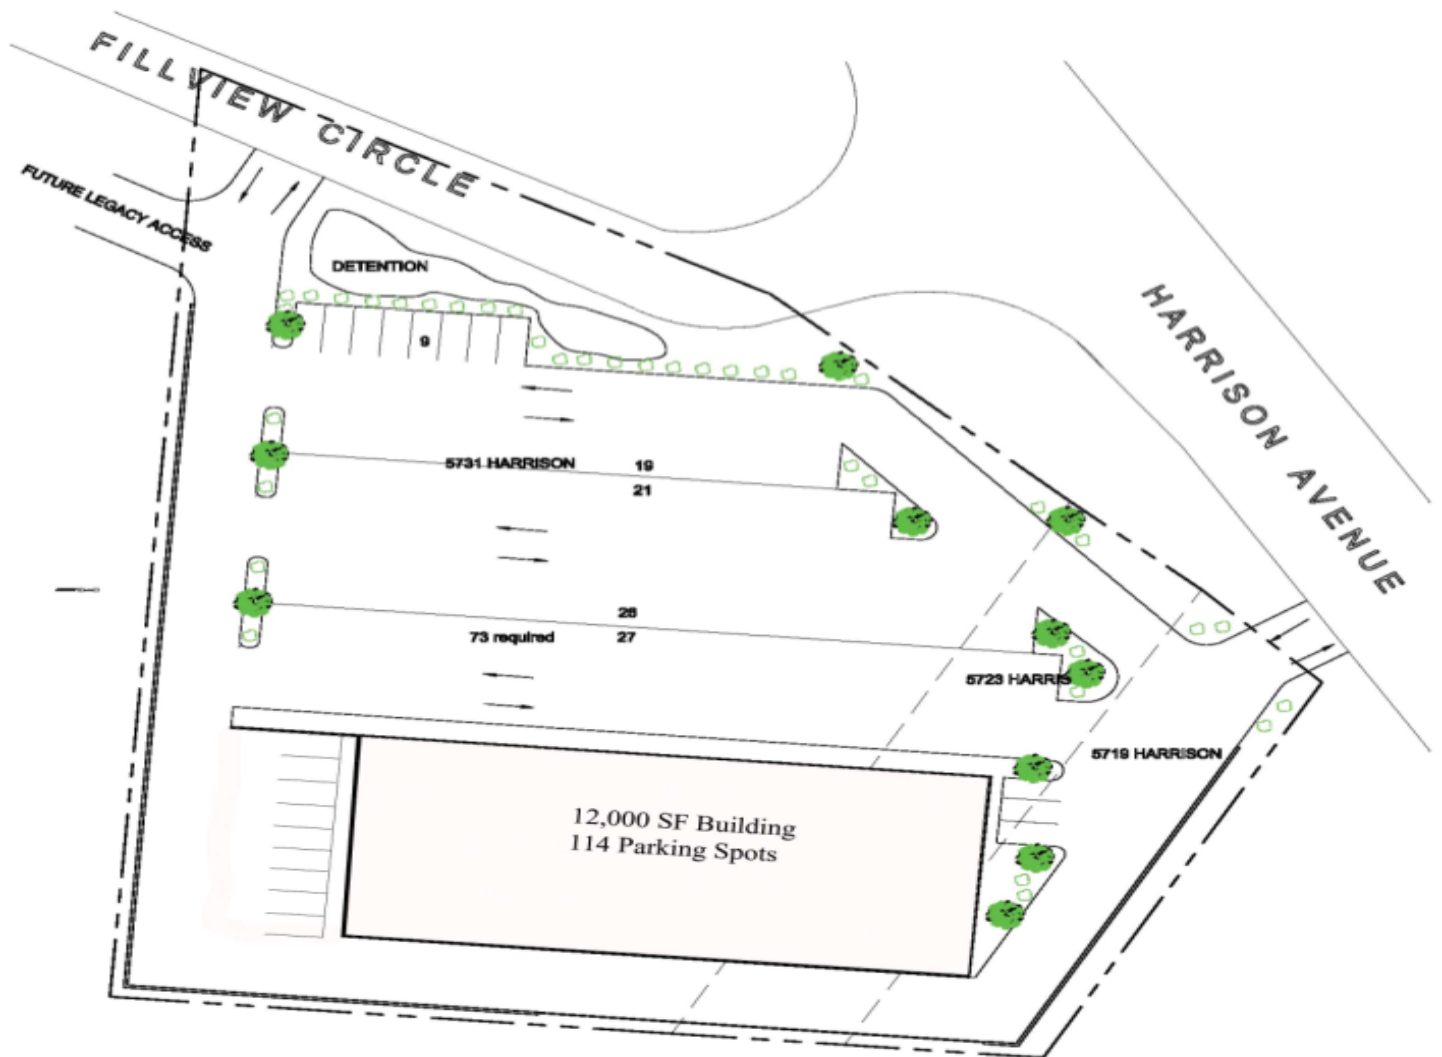 FILLVIEW CIRCLE
FUTURE LEGACY ACCESS
DETENTION
9
HARRISON AVENUE
5731 HARRISON
19
21
28
73 required
27
5723 HARRIS
5719 HARRISON
12,000 SF Building
114 Parking Spots